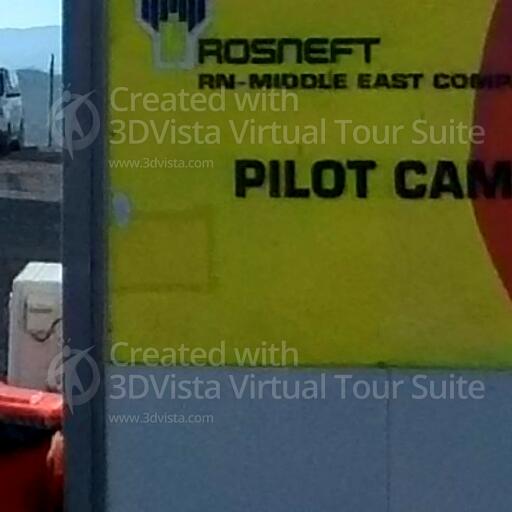 ROSNEFT
RN-MIDDLE EAST COMP
Created with
3DVista Virtual Tour Suite
www.3dvista.com
PILOT CAM
Created with
3DVista Virtual Tour Suite
www.3dvista.com